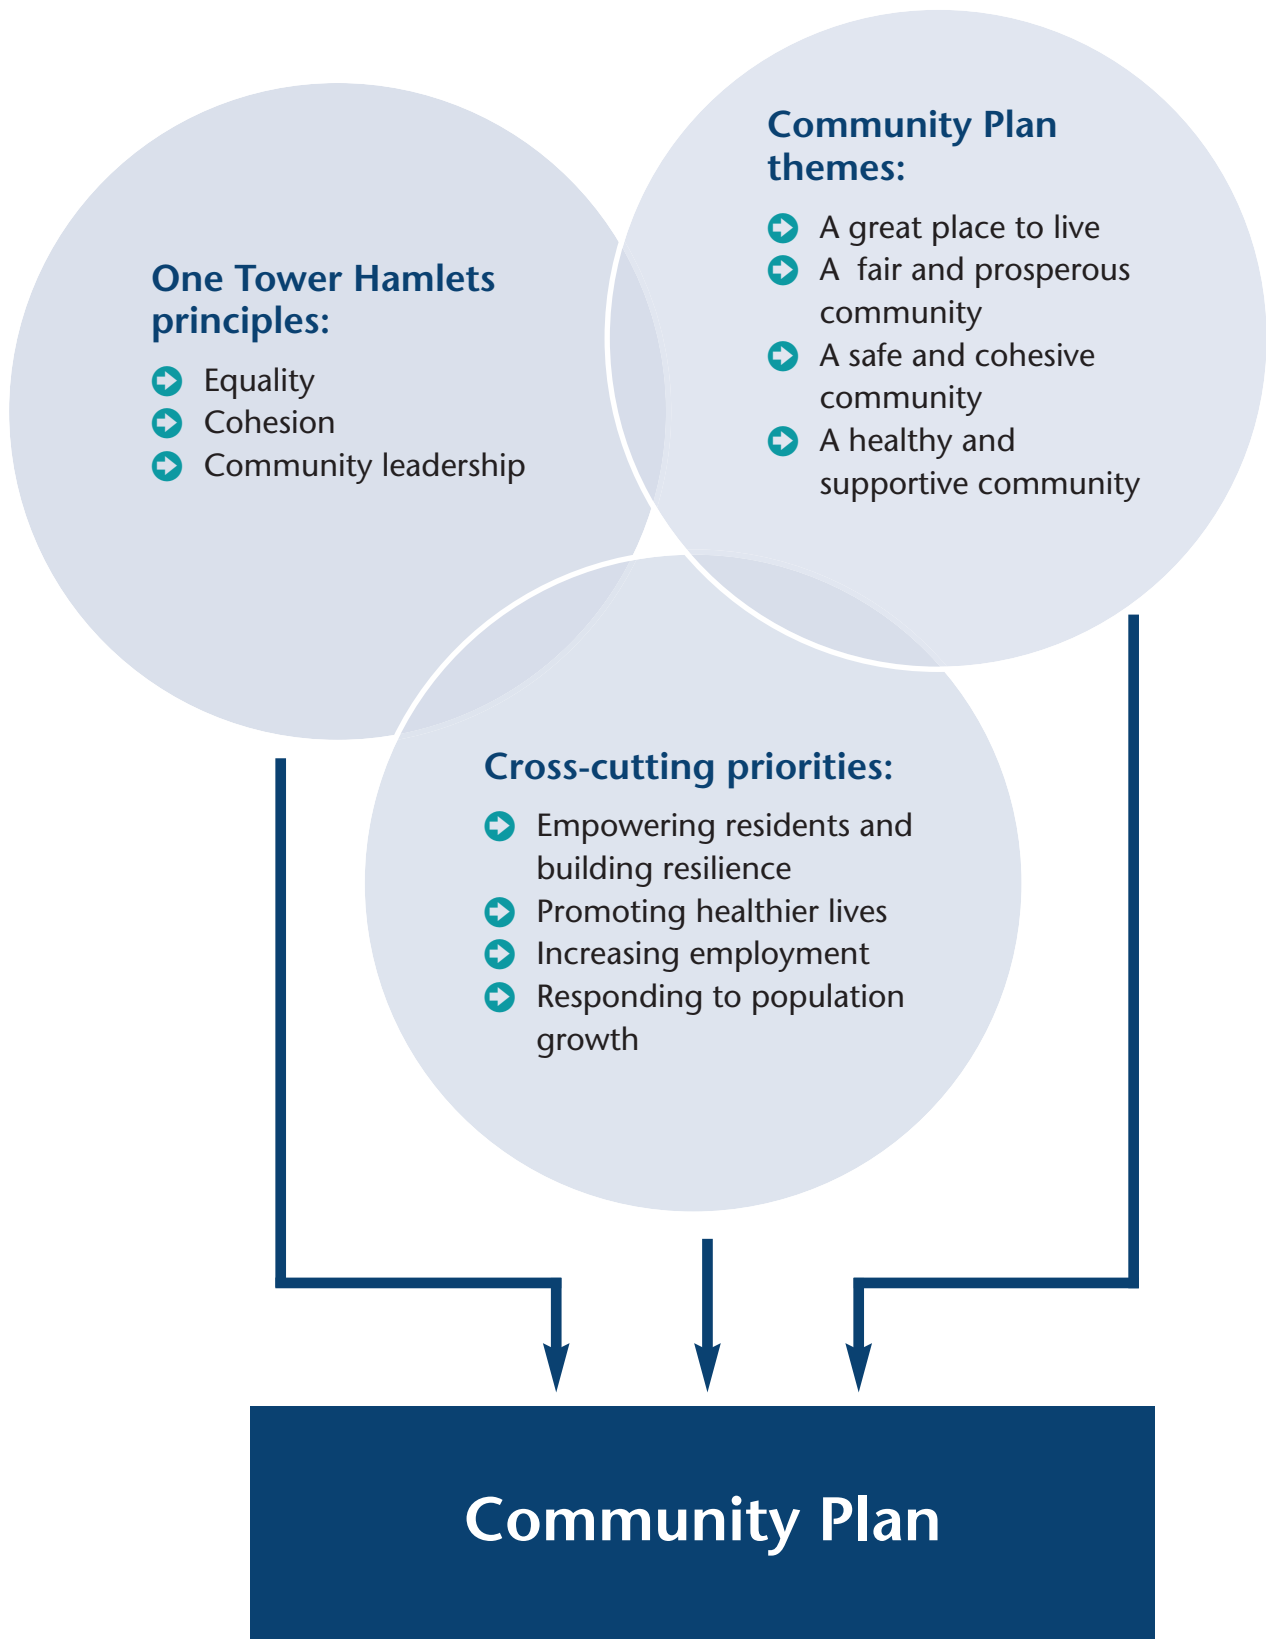 One Tower Hamlets
principles:
Equality
Cohesion
Community leadership
Community Plan
themes:
A great place to live
A fair and prosperous
community
A safe and cohesive
community
A healthy and
supportive community
Cross-cutting priorities:
Empowering residents and
building resilience
Promoting healthier lives
Increasing employment
Responding to population
growth
Community Plan